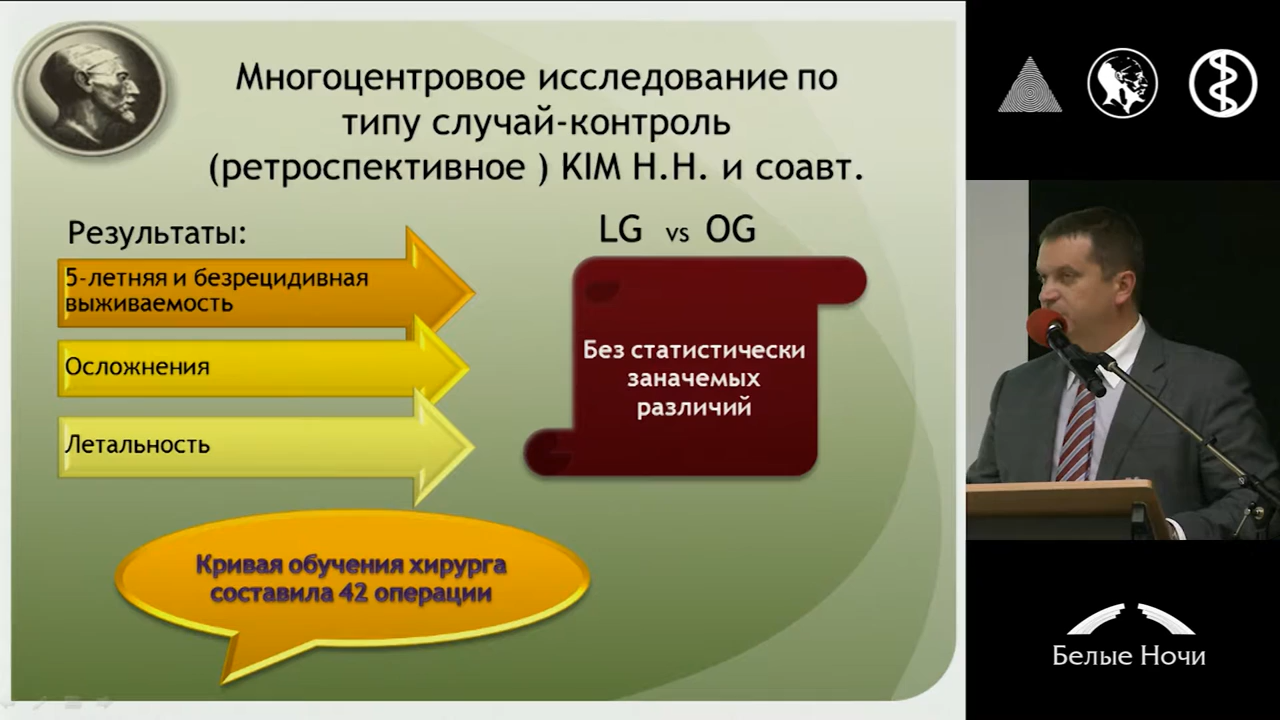 Многоцентровое исследование по
типу случай-контроль
(ретроспективное ) KIM H.H. и соавт.
Результаты:
LG vs OG
5-летняя и безрецидивная
выживаемость
Осложнения
Летальность
Без статистически
заначемых
различий
Кривая обучения хирурга
составила 42 операции
Белые Ночи